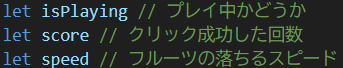 let isPlaying // プレイ中かどうか
let score // クリック成功した回数
let speed // フルーツの落ちるスピード